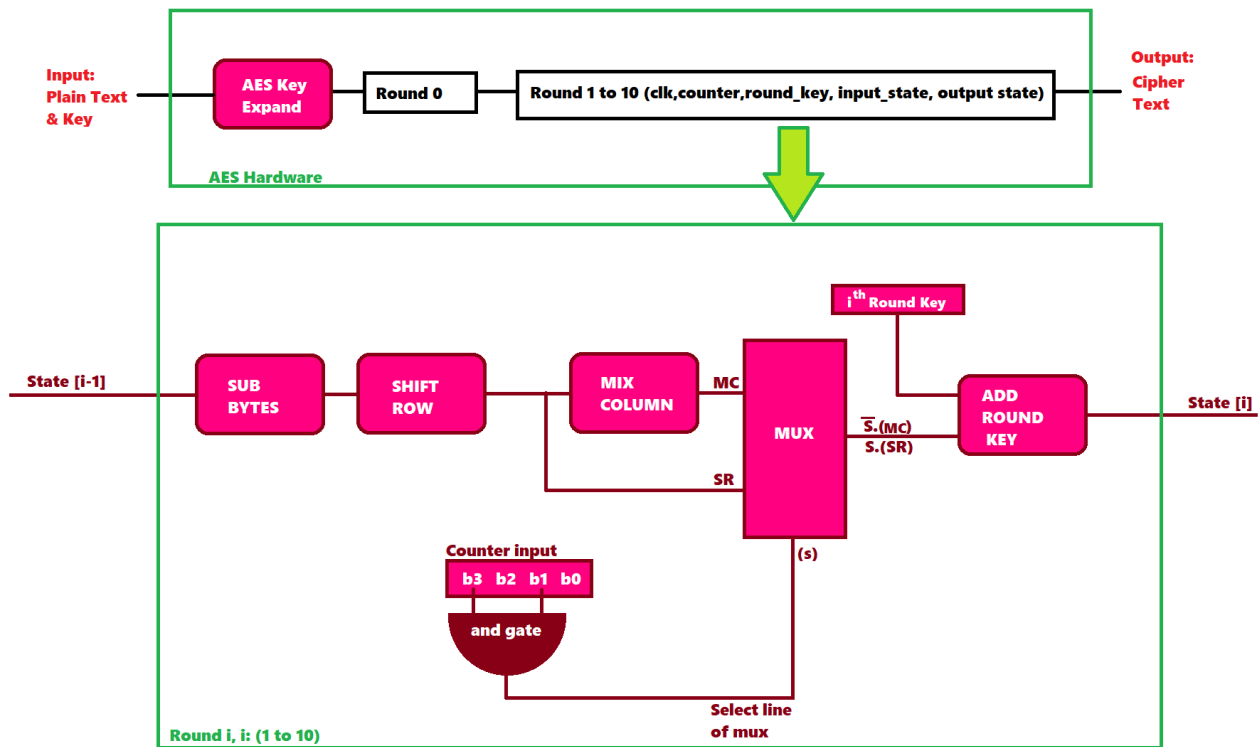 Input:
Plain Text
& Key
AES Key
Expand
Round 0
Round 1 to 10 (clk,counter,round_key, input_state, output state)
Output:
Cipher
Text
AES Hardware
State [i-1]
SUB
BYTES
SHIFT
ROW
MIX
COLUMN
MC
SR
MUX
(s)
i^th Round Key
S̅.(MC)
S.(SR)
ADD
ROUND
KEY
State [i]
Counter input
b3 b2 b1 b0
and gate
Select line
of mux
Round i, i: (1 to 10)